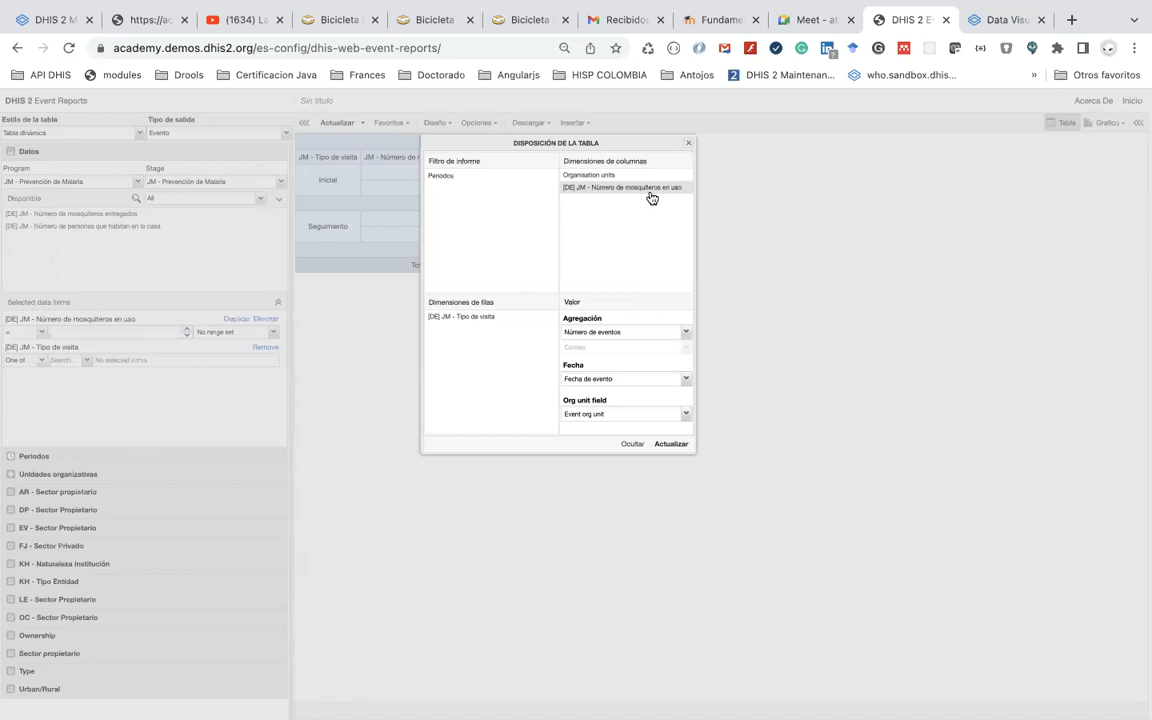 DHIS 2 M
https://ac
(1634) La
Bicicleta
Bicicleta
Bicicleta
Recibidos
Fundame
Meet - at
DHIS 2 Ev
Data Visu
academy.demos.dhis2.org/es-config/dhis-web-event-reports/
API DHIS
modules
Drools
Certificacion Java
Frances
Doctorado
Angularjs
HISP COLOMBIA
Antojos
DHIS 2 Maintenan...
who.sandbox.dhis...
»
Otros favoritos
DHIS 2 Event Reports
Sin título
Acerca De
Inicio
Estilo de la tabla
Tipo de salida
Tabla dinámica
Evento
Actualizar
Favoritos
Diseño
Opciones
Descargar
Insertar
Tabla
Grafico
Datos
Program
Stage
JM - Prevención de Malaria
JM - Prevención de Malaria
Disponible
All
[DE] JM - Número de mosquiteros entregados
[DE] JM - Número de personas que habitan en la casa
Selected data items
[DE] JM - Número de mosquiteros en uso
Duplicar Eliminar
=
No range set
[DE] JM - Tipo de visita
Remove
One of
Search..
No selected items
Periodos
Unidades organizativas
AR - Sector propietario
DP - Sector Propietario
EV - Sector Propietario
FJ - Sector Privado
KH - Naturaleza Institución
KH - Tipo Entidad
LE - Sector Propietario
OC - Sector Propietario
Ownership
Sector propietario
Type
Urban/Rural
JM - Tipo de visita
JM - Número de
Inicial
Seguimiento
To
DISPOSICIÓN DE LA TABLA
Filtro de informe
Dimensiones de columnas
Periodos
Organisation units
[DE] JM - Número de mosquiteros en uso
Dimensiones de filas
Valor
[DE] JM - Tipo de visita
Agregación
Número de eventos
Correo
Fecha
Fecha de evento
Org unit field
Event org unit
Ocultar
Actualizar